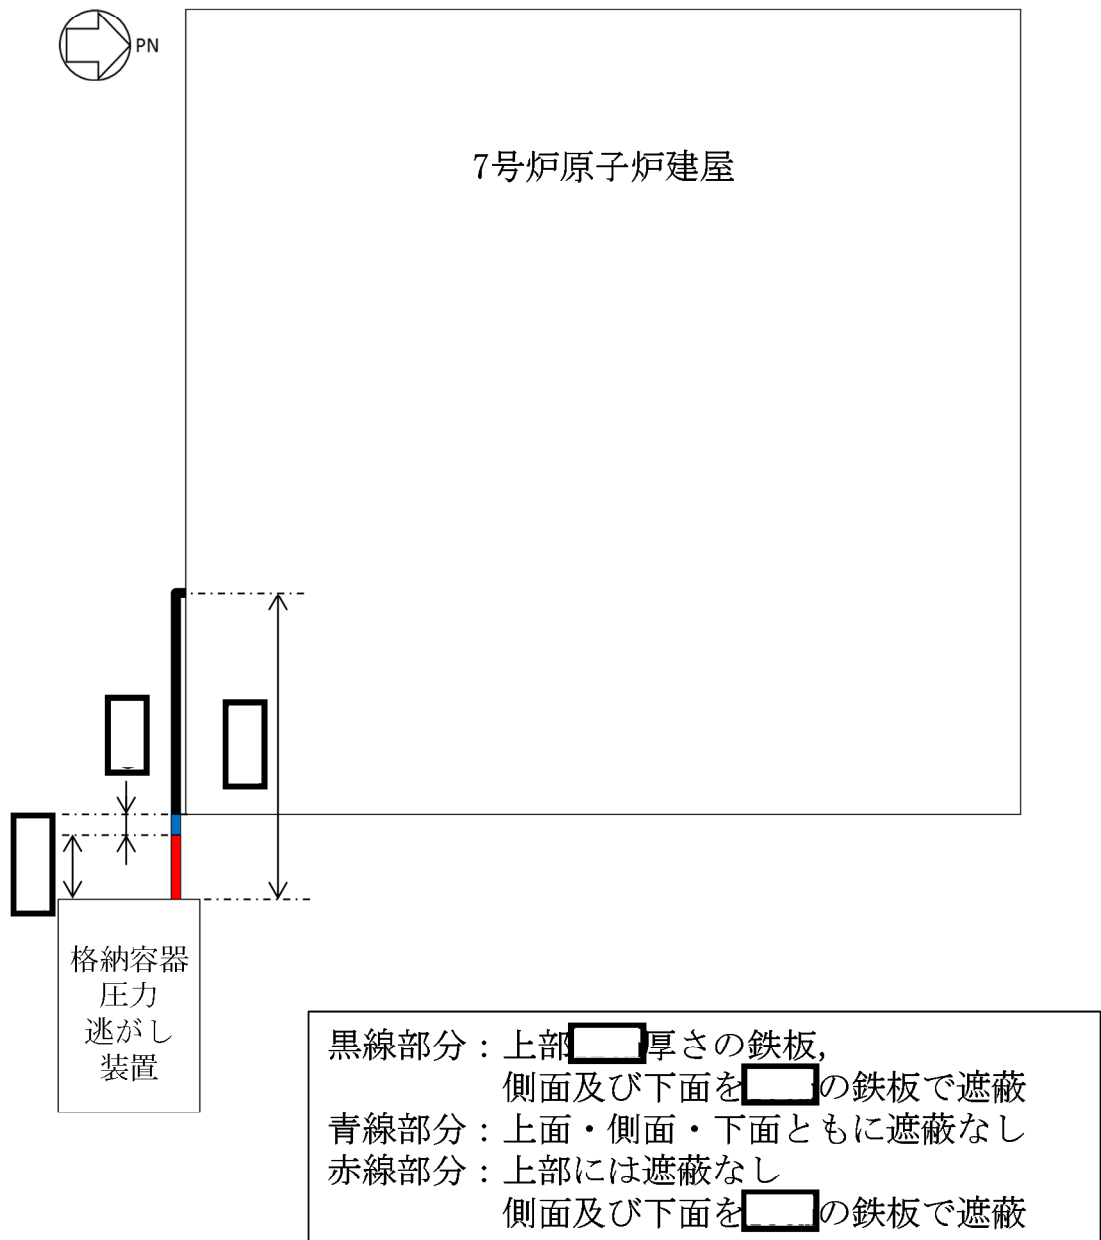 PN
7号炉原子炉建屋
格納容器
圧力
逃がし
装置
黒線部分：上部 厚さの鉄板,
側面及び下面を の鉄板で遮蔽
青線部分：上面・側面・下面ともに遮蔽なし
赤線部分：上部には遮蔽なし
側面及び下面を の鉄板で遮蔽